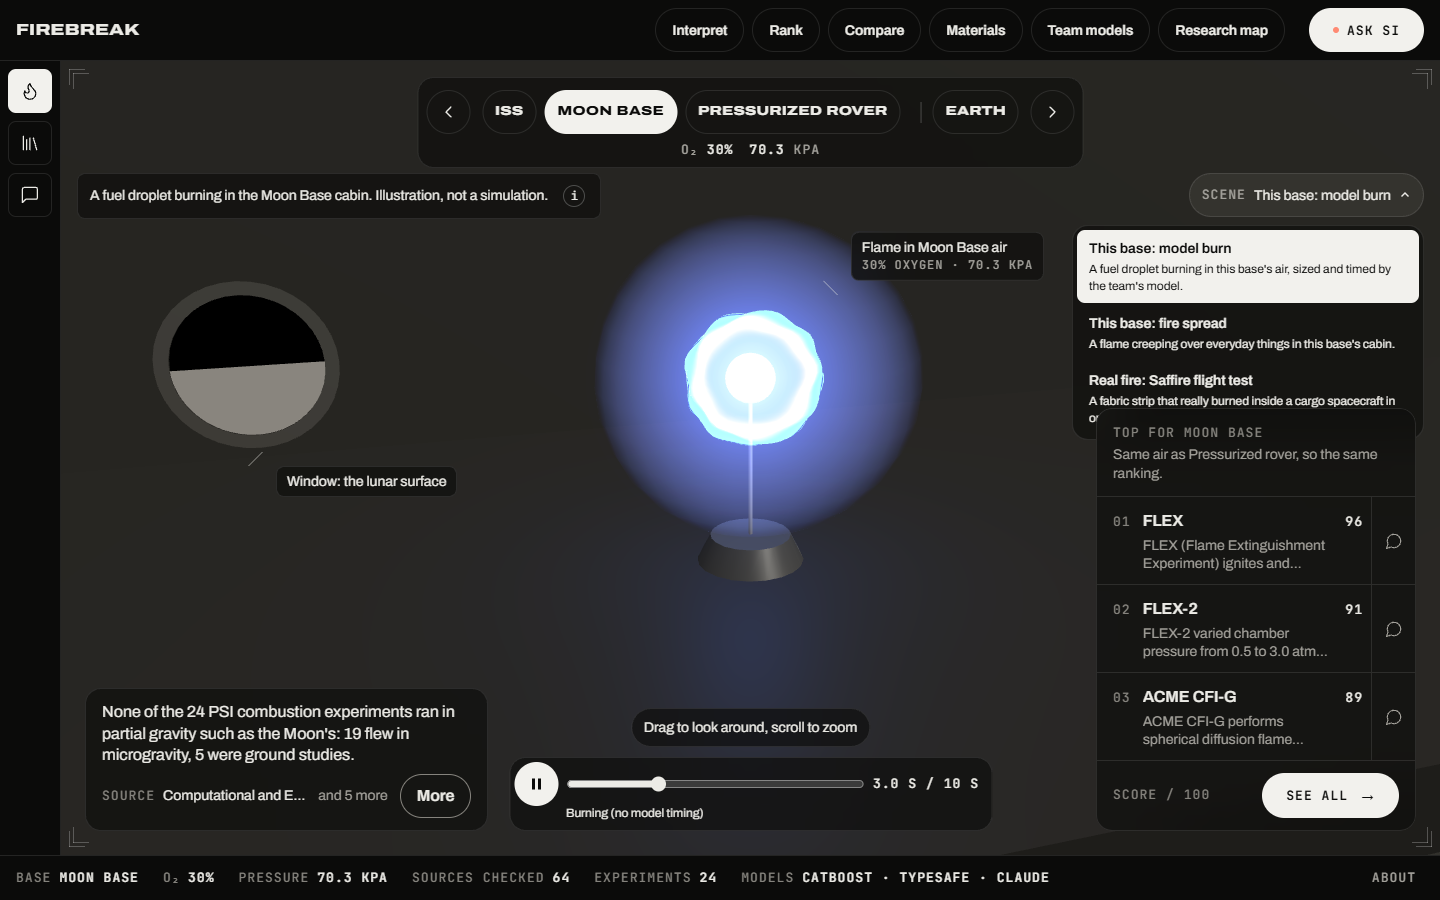 FIREBREAK
Interpret
Rank
Compare
Materials
Team models
Research map
ASK SI
ISS
MOON BASE
PRESSURIZED ROVER
EARTH
O₂ 30% 70.3 KPA
A fuel droplet burning in the Moon Base cabin. Illustration, not a simulation.
i
SCENE This base: model burn
Flame in Moon Base air
30% OXYGEN · 70.3 KPA
This base: model burn
A fuel droplet burning in this base's air, sized and timed by
the team's model.
This base: fire spread
A flame creeping over everyday things in this base's cabin.
Real fire: Saffire flight test
A fabric strip that really burned inside a cargo spacecraft in
Window: the lunar surface
TOP FOR MOON BASE
Same air as Pressurized rover, so the same
ranking.
01 FLEX 96
FLEX (Flame Extinguishment
Experiment) ignites and...
02 FLEX-2 91
FLEX-2 varied chamber
pressure from 0.5 to 3.0 atm...
03 ACME CFI-G 89
ACME CFI-G performs
spherical diffusion flame...
SCORE / 100
SEE ALL →
None of the 24 PSI combustion experiments ran in
partial gravity such as the Moon's: 19 flew in
microgravity, 5 were ground studies.
SOURCE Computational and E... and 5 more
More
Drag to look around, scroll to zoom
3.0 S / 10 S
Burning (no model timing)
BASE MOON BASE O₂ 30% PRESSURE 70.3 KPA SOURCES CHECKED 64 EXPERIMENTS 24 MODELS CATBOOST · TYPESAFE · CLAUDE ABOUT